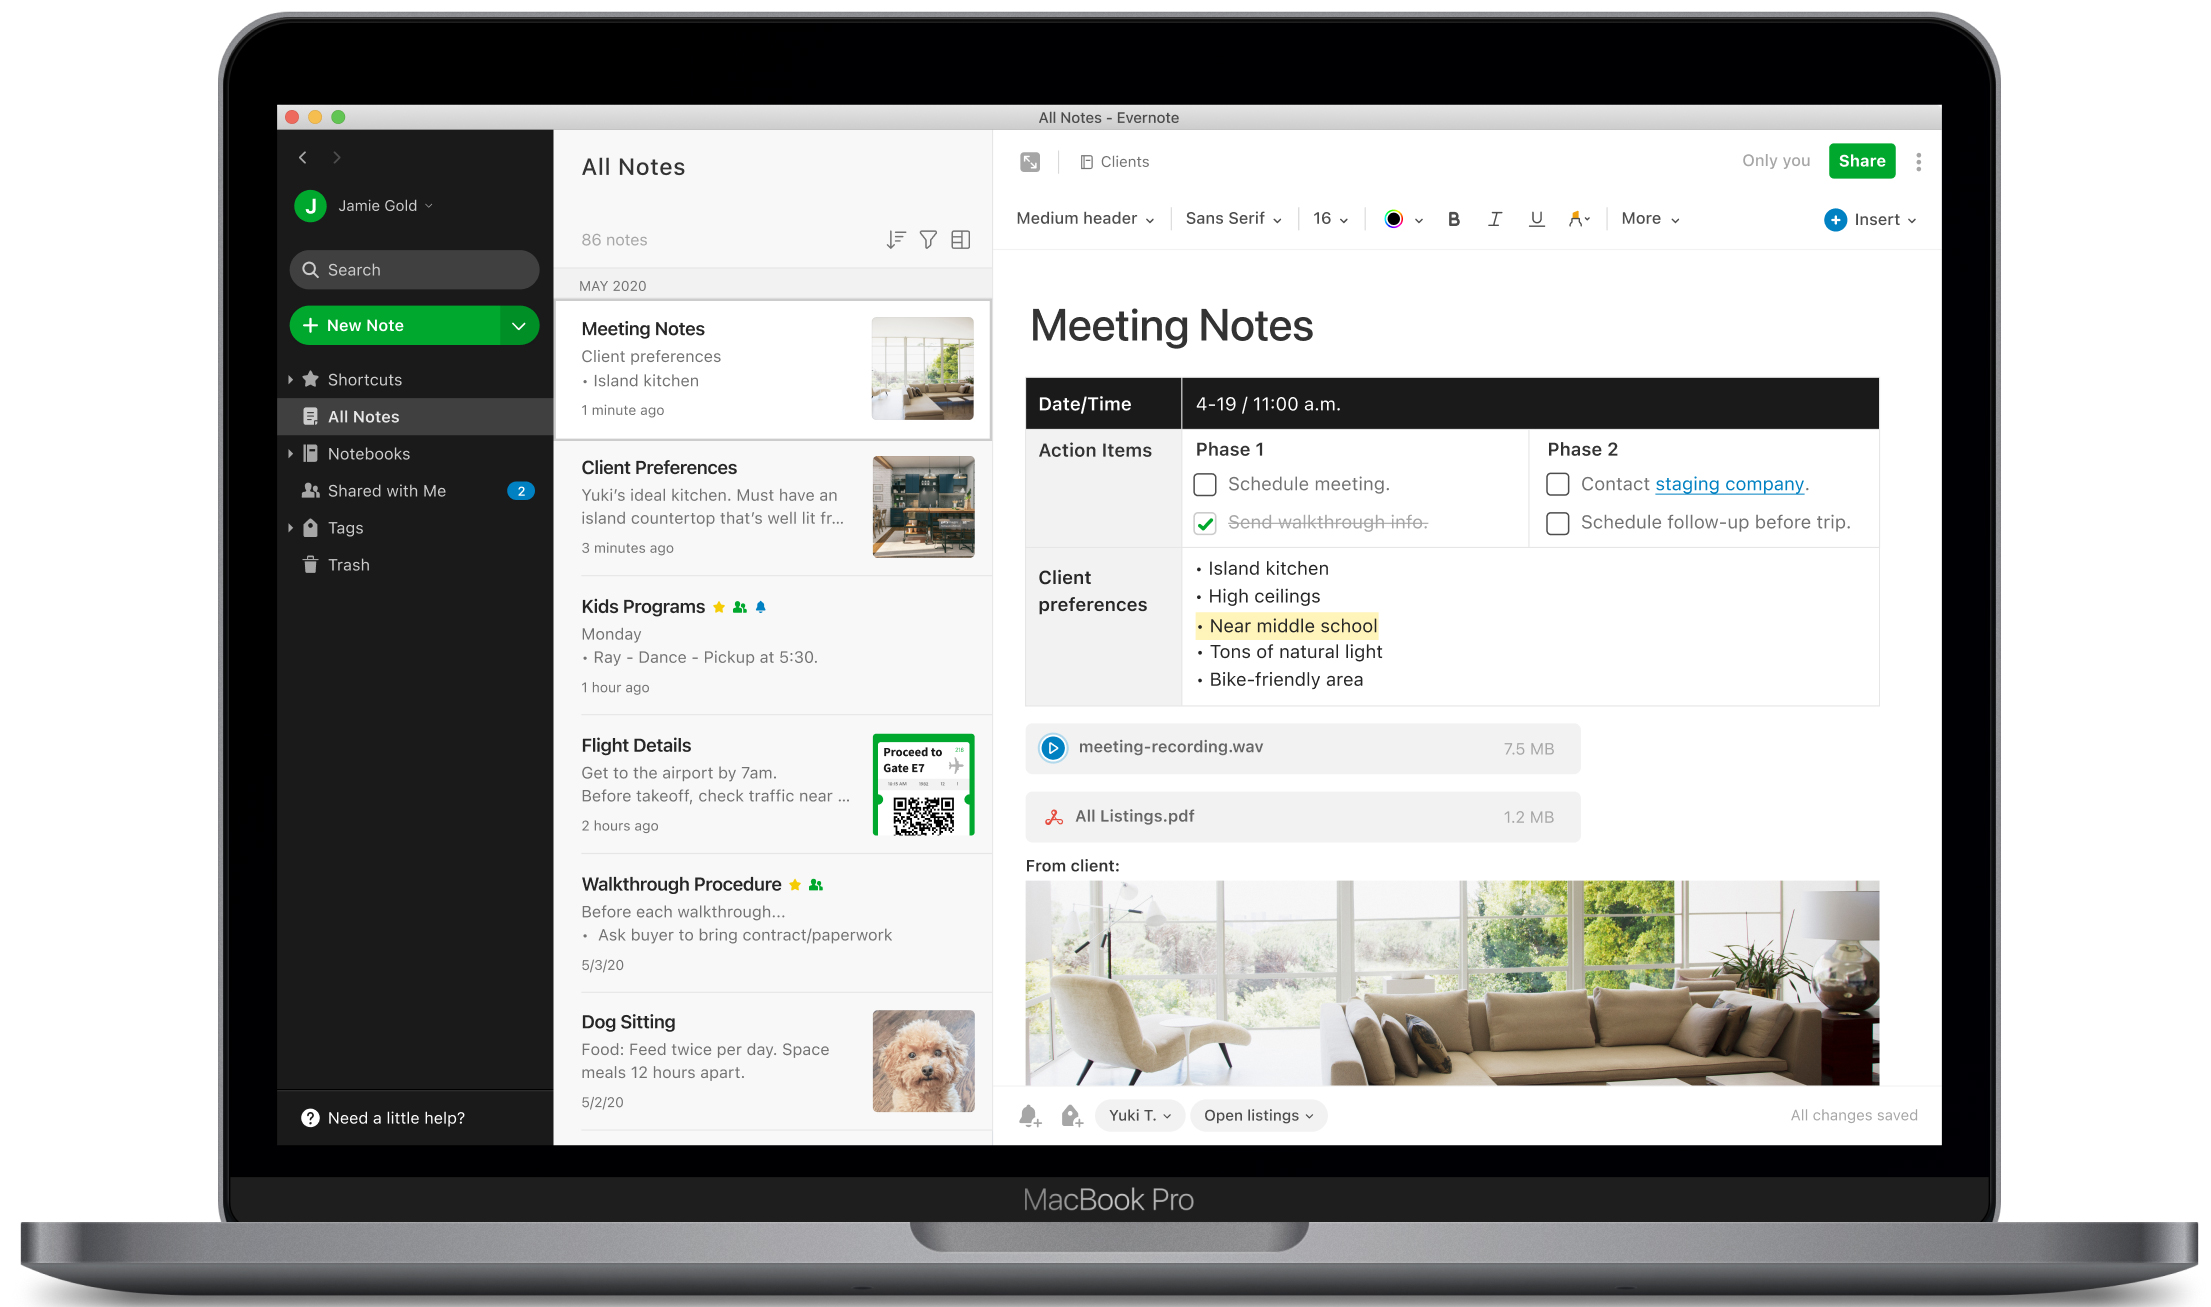 All Notes - Evernote
J
Jamie Gold
Search
New Note
Shortcuts
All Notes
Notebooks
Shared with Me
2
Tags
Trash
Need a little help?
All Notes
86 notes
MAY 2020
Meeting Notes
Client preferences
• Island kitchen
1 minute ago
Client Preferences
Yuki's ideal kitchen. Must have an
island countertop that's well lit fr...
3 minutes ago
Kids Programs
Monday
• Ray - Dance - Pickup at 5:30.
1 hour ago
Flight Details
Get to the airport by 7am.
Before takeoff, check traffic near ...
2 hours ago
Proceed to
Gate E7
Walkthrough Procedure
Before each walkthrough...
• Ask buyer to bring contract/paperwork
5/3/20
Dog Sitting
Food: Feed twice per day. Space
meals 12 hours apart.
5/2/20
Clients
Only you
Share
Medium header
Sans Serif
16
B
I
U
A
More
Insert
Meeting Notes
Date/Time
4-19 / 11:00 a.m.
Action Items
Phase 1
Schedule meeting.
Send walkthrough info.
Phase 2
Contact staging company.
Schedule follow-up before trip.
Client
preferences
• Island kitchen
• High ceilings
• Near middle school
• Tons of natural light
• Bike-friendly area
meeting-recording.wav
7.5 MB
All Listings.pdf
1.2 MB
From client:
Yuki T.
Open listings
All changes saved
MacBook Pro